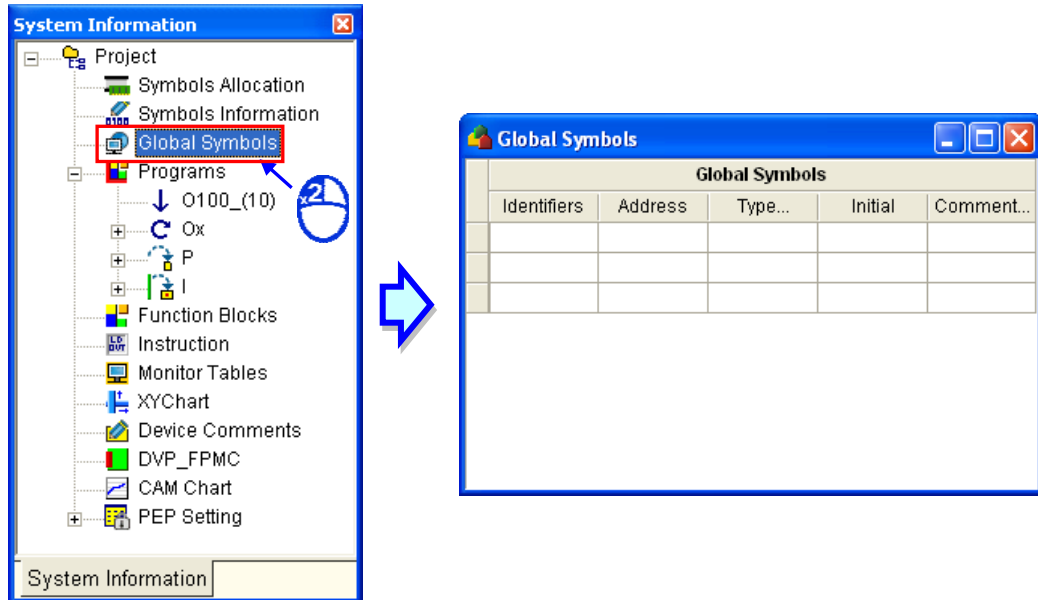 System Information
Project
Symbols Allocation
Symbols Information
Global Symbols
Programs
O100_(10)
Ox
P
I
Function Blocks
Instruction
Monitor Tables
XYChart
Device Comments
DVP_FPMC
CAM Chart
PEP Setting
System Information
x2
Global Symbols
Global Symbols
Identifiers Address Type... Initial Comment...